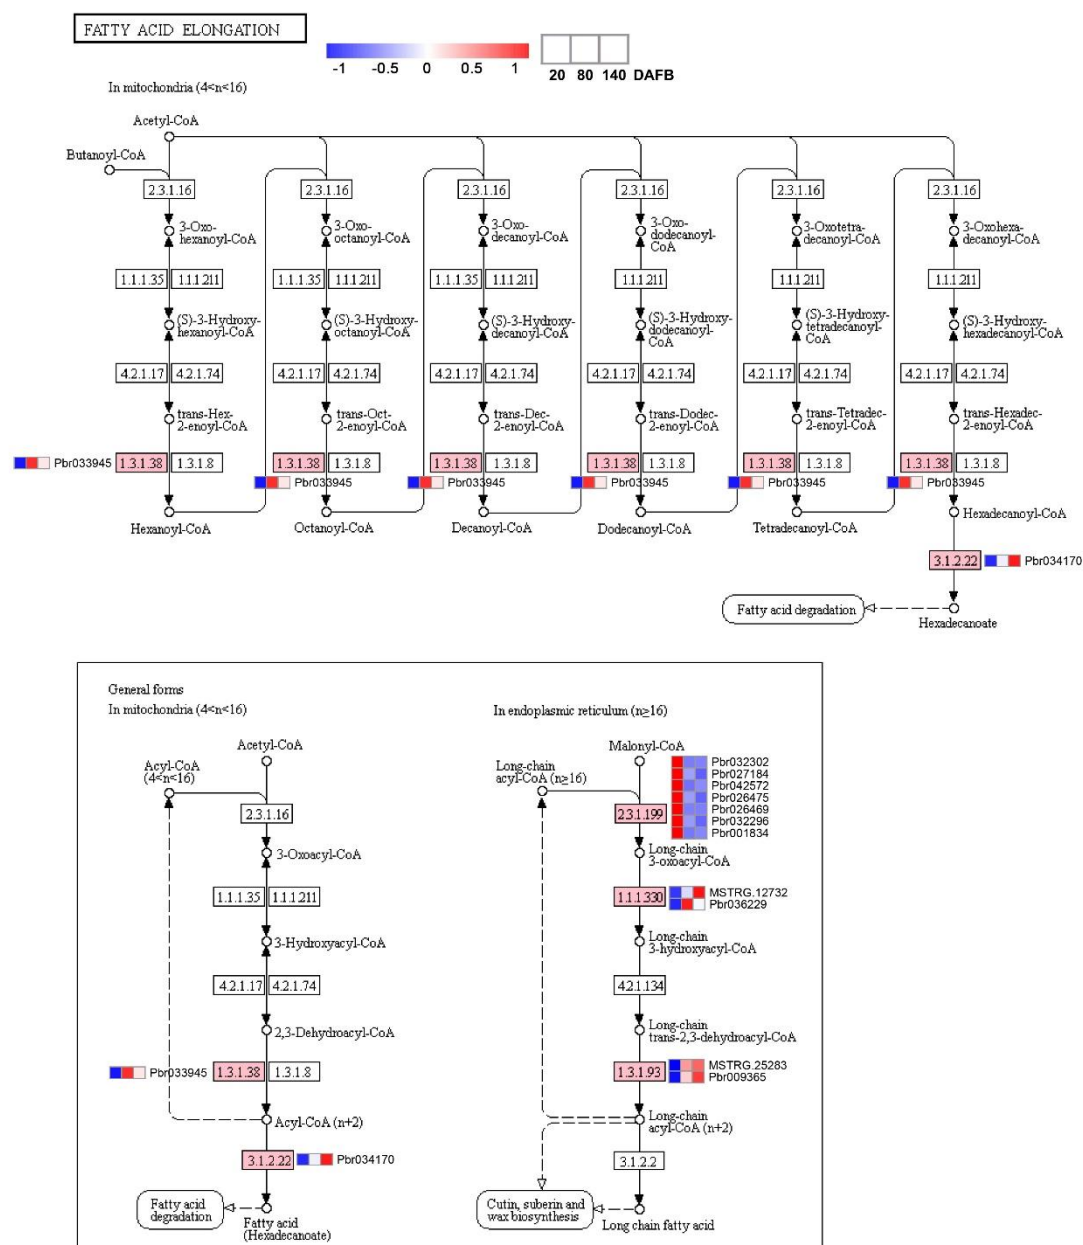 FATTY ACID ELONGATION
-1 -0.5 0 0.5 1
20 80 140 DAFB
In mitochondria (4<n<16)
Acetyl-CoA
Butanoyl-CoA
2.3.1.16 2.3.1.16 2.3.1.16 2.3.1.16 2.3.1.16 2.3.1.16
3-Oxo-
hexanoyl-CoA
3-Oxo-
octanoyl-CoA
3-Oxo-
decanoyl-CoA
3-Oxo-
dodecanoyl-
CoA
3-Oxotetra-
decanoyl-CoA
3-Oxohexa-
decanoyl-CoA
1.1.1.35 1.1.1.211 1.1.1.35 1.1.1.211 1.1.1.35 1.1.1.211 1.1.1.211 1.1.1.211 1.1.1.211
(S)-3-Hydroxy-
hexanoyl-CoA
(S)-3-Hydroxy-
octanoyl-CoA
(S)-3-Hydroxy-
decanoyl-CoA
(S)-3-Hydroxy-
dodecanoyl-
CoA
(S)-3-Hydroxy-
tetradecanoyl-
CoA
(S)-3-Hydroxy-
hexadecanoyl-CoA
4.2.1.17 4.2.1.74 4.2.1.17 4.2.1.74 4.2.1.17 4.2.1.74 4.2.1.17 4.2.1.74 4.2.1.17 4.2.1.74 4.2.1.17 4.2.1.74
trans-Hex-
2-enoyl-CoA
trans-Oct-
2-enoyl-CoA
trans-Dec-
2-enoyl-CoA
trans-Dodec-
2-enoyl-CoA
trans-Tetradec-
2-enoyl-CoA
trans-Hexadec-
2-enoyl-CoA
Pbr033945 1.3.1.38 1.3.1.8 1.3.1.38 1.3.1.8 1.3.1.38 1.3.1.8 1.3.1.38 1.3.1.8 1.3.1.38 1.3.1.8 1.3.1.38 1.3.1.8
Pbr033945 Pbr033945 Pbr033945 Pbr033945 Pbr033945
Hexanoyl-CoA Octanoyl-CoA Decanoyl-CoA Dodecanoyl-CoA Tetradecanoyl-CoA Hexadecanoyl-CoA
3.1.2.22 Pbr034170
Fatty acid degradation
Hexadecanoate
General forms
In mitochondria (4<n<16)
Acetyl-CoA
Acyl-CoA
(4<n<16)
2.3.1.16
3-Oxoacyl-CoA
1.1.1.35 1.1.1.211
3-Hydroxyacyl-CoA
4.2.1.17 4.2.1.74
2,3-Dehydroacyl-CoA
Pbr033945 1.3.1.38 1.3.1.8
Acyl-CoA (n+2)
3.1.2.22 Pbr034170
Fatty acid
degradation
Fatty acid
(Hexadecanoate)
In endoplasmic reticulum (n≥16)
Malonyl-CoA
Long-chain
acyl-CoA (n≥16)
Pbr032302
Pbr027184
Pbr042572
Pbr026475
Pbr026469
Pbr032296
Pbr001834
2.3.1.199
Long-chain
3-oxoacyl-CoA
1.1.1.330
MSTRG.12732
Pbr036229
Long-chain
3-hydroxyacyl-CoA
4.2.1.134
Long-chain
trans-2,3-dehydroacyl-CoA
1.3.1.93
MSTRG.25283
Pbr009365
Long-chain
acyl-CoA (n+2)
3.1.2.2
Cutin, suberin and
wax biosynthesis
Long chain fatty acid